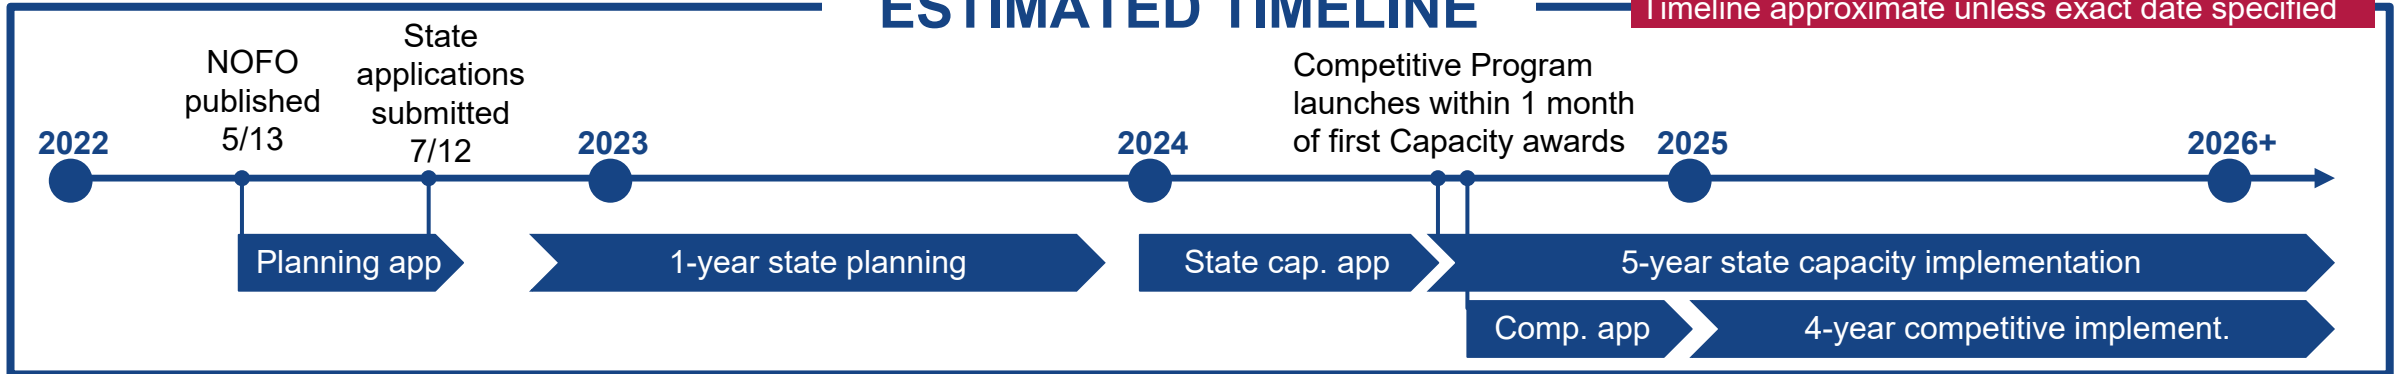 ESTIMATED TIMELINE
Timeline approximate unless exact date specified
NOFO
published
5/13
State
applications
submitted
7/12
Competitive Program
launches within 1 month
of first Capacity awards
2022
2023
2024
2025
2026+
Planning app
1-year state planning
State cap. app
5-year state capacity implementation
Comp. app
4-year competitive implement.